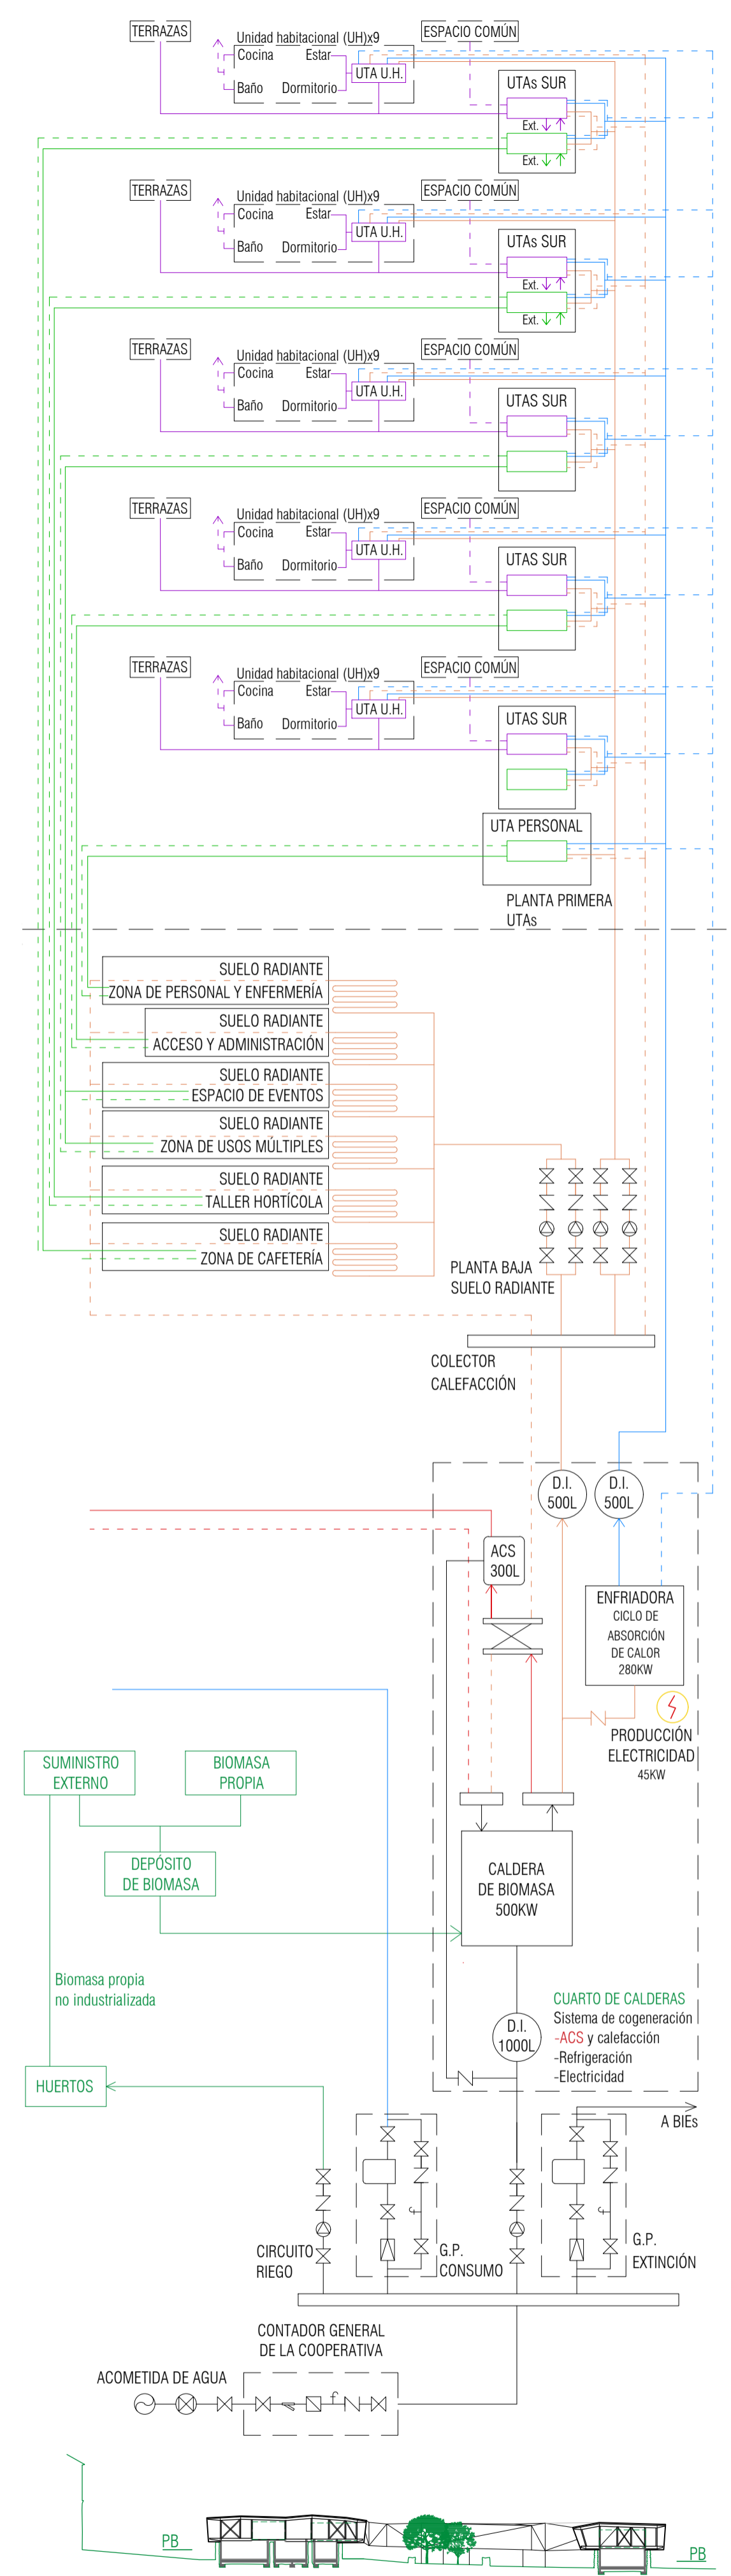 TERRAZAS
Unidad habitacional (UH)x9
ESPACIO COMÚN
Cocina Estar
UTA U.H.
Baño Dormitorio
UTAs SUR
Ext.
Ext.
TERRAZAS
Unidad habitacional (UH)x9
ESPACIO COMÚN
Cocina Estar
UTA U.H.
Baño Dormitorio
UTAs SUR
Ext.
Ext.
TERRAZAS
Unidad habitacional (UH)x9
ESPACIO COMÚN
Cocina Estar
UTA U.H.
Baño Dormitorio
UTAS SUR
TERRAZAS
Unidad habitacional (UH)x9
ESPACIO COMÚN
Cocina Estar
UTA U.H.
Baño Dormitorio
UTAS SUR
TERRAZAS
Unidad habitacional (UH)x9
ESPACIO COMÚN
Cocina Estar
UTA U.H.
Baño Dormitorio
UTAS SUR
UTA PERSONAL
PLANTA PRIMERA
UTAs
SUELO RADIANTE
ZONA DE PERSONAL Y ENFERMERÍA
SUELO RADIANTE
ACCESO Y ADMINISTRACIÓN
SUELO RADIANTE
ESPACIO DE EVENTOS
SUELO RADIANTE
ZONA DE USOS MÚLTIPLES
SUELO RADIANTE
TALLER HORTÍCOLA
SUELO RADIANTE
ZONA DE CAFETERÍA
PLANTA BAJA
SUELO RADIANTE
COLECTOR
CALEFACCIÓN
D.I.
500L
D.I.
500L
ACS
300L
ENFRIADORA
CICLO DE
ABSORCIÓN
DE CALOR
280KW
PRODUCCIÓN
ELECTRICIDAD
45KW
SUMINISTRO
EXTERNO
BIOMASA
PROPIA
DEPÓSITO
DE BIOMASA
CALDERA
DE BIOMASA
500KW
Biomasa propia
no industrializada
D.I.
1000L
CUARTO DE CALDERAS
Sistema de cogeneración
-ACS y calefacción
-Refrigeración
-Electricidad
HUERTOS
A BIEs
CIRCUITO
RIEGO
G.P.
CONSUMO
G.P.
EXTINCIÓN
CONTADOR GENERAL
DE LA COOPERATIVA
ACOMETIDA DE AGUA
PB
PB